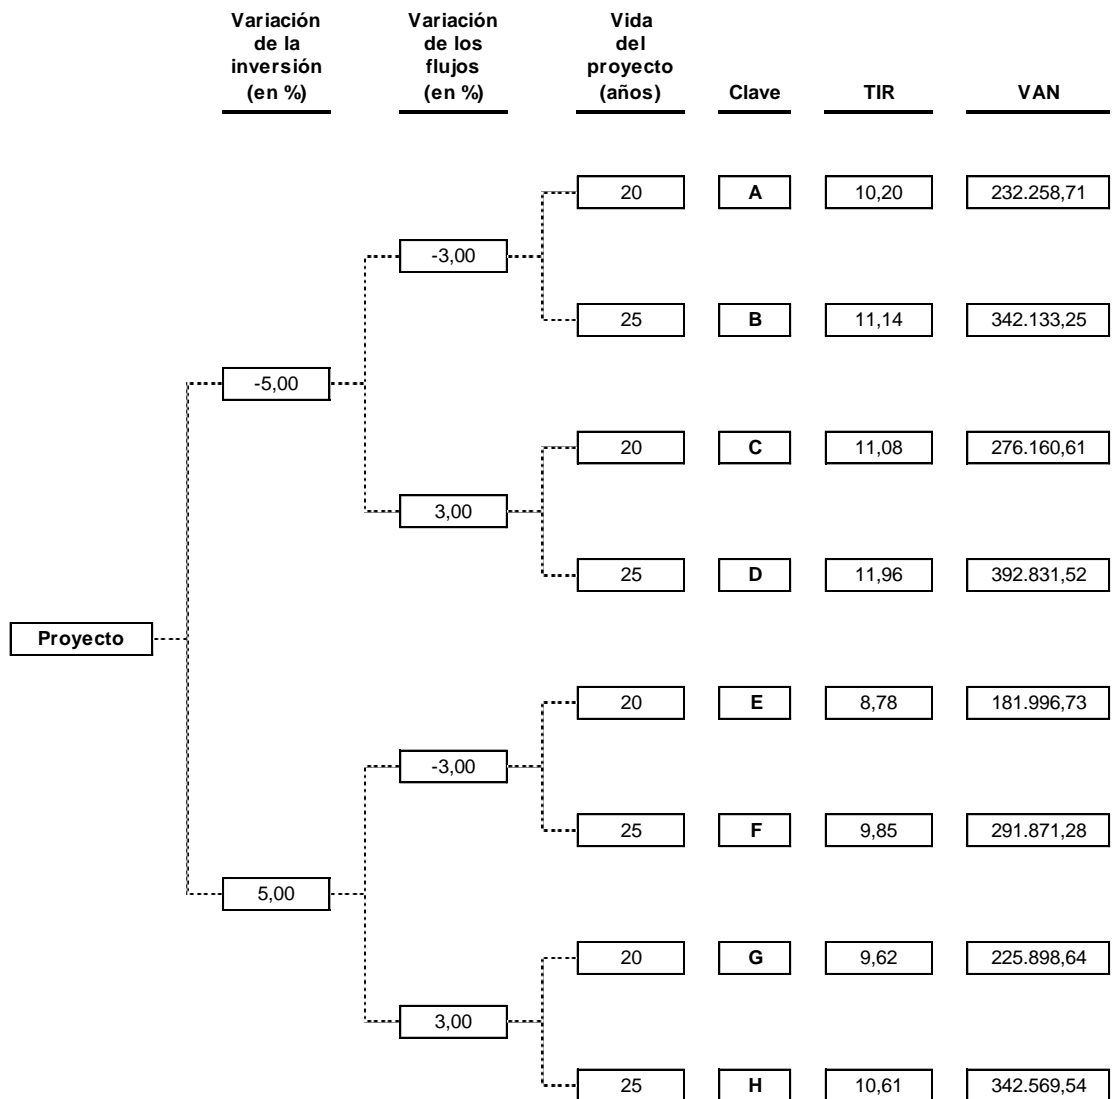 Variación
de la
inversión
(en %)
Variación
de los
flujos
(en %)
Vida
del
proyecto
(años)
Clave
TIR
VAN
20 A 10,20 232.258,71
-3,00
25 B 11,14 342.133,25
-5,00
20 C 11,08 276.160,61
3,00
25 D 11,96 392.831,52
Proyecto
20 E 8,78 181.996,73
-3,00
25 F 9,85 291.871,28
5,00
20 G 9,62 225.898,64
3,00
25 H 10,61 342.569,54